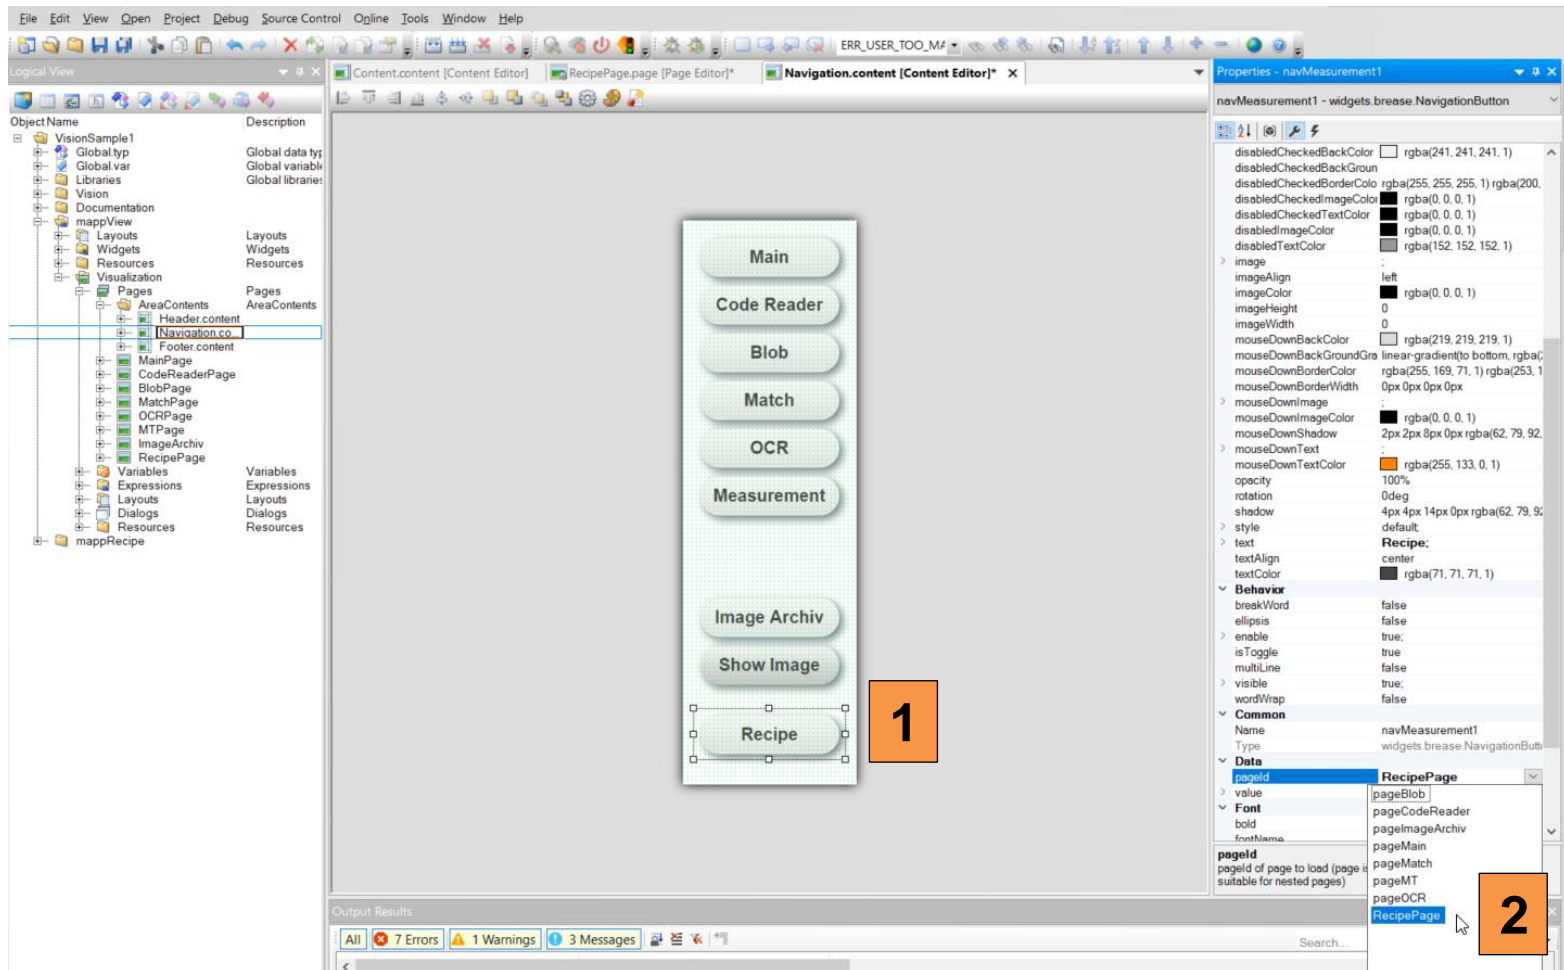 File Edit View Open Project Debug Source Control Online Tools Window Help
ERR_USER_TOO_MA
Logical View
Object Name Description
VisionSample1
Global.typ Global data typ
Global.var Global variable
Libraries Global libraries
Vision
Documentation
mappView
Layouts Layouts
Widgets Widgets
Resources Resources
Visualization
Pages Pages
AreaContents AreaContents
Header.content
Navigation.co...
Footer.content
MainPage
CodeReaderPage
BlobPage
MatchPage
OCRPage
MTPage
ImageArchiv
RecipePage
Variables Variables
Expressions Expressions
Layouts Layouts
Dialogs Dialogs
Resources Resources
mappRecipe
Content.content [Content Editor] RecipePage.page [Page Editor]* Navigation.content [Content Editor]* X
Main
Code Reader
Blob
Match
OCR
Measurement
Image Archiv
Show Image
Recipe
1
Properties - navMeasurement1
navMeasurement1 - widgets.brease.NavigationButton
disabledCheckedBackColor rgba(241, 241, 241, 1)
disabledCheckedBackGroun
disabledCheckedBorderColo rgba(255, 255, 255, 1) rgba(200,
disabledCheckedImageColor rgba(0, 0, 0, 1)
disabledCheckedTextColor rgba(0, 0, 0, 1)
disabledImageColor rgba(0, 0, 0, 1)
disabledTextColor rgba(152, 152, 152, 1)
image ;
imageAlign left
imageColor rgba(0, 0, 0, 1)
imageHeight 0
imageWidth 0
mouseDownBackColor rgba(219, 219, 219, 1)
mouseDownBackGroundGra linear-gradient(to bottom, rgba(2
mouseDownBorderColor rgba(255, 169, 71, 1) rgba(253, 1
mouseDownBorderWidth 0px 0px 0px 0px
mouseDownImage ;
mouseDownImageColor rgba(0, 0, 0, 1)
mouseDownShadow 2px 2px 8px 0px rgba(62, 79, 92,
mouseDownText ;
mouseDownTextColor rgba(255, 133, 0, 1)
opacity 100%
rotation 0deg
shadow 4px 4px 14px 0px rgba(62, 79, 92
style default;
text Recipe;
textAlign center
textColor rgba(71, 71, 71, 1)
Behavior
breakWord false
ellipsis false
enable true;
isToggle true
multiLine false
visible true;
wordWrap false
Common
Name navMeasurement1
Type widgets.brease.NavigationButt
Data
pageId RecipePage
value
Font
bold
fontName
pageBlob
pageCodeReader
pageImageArchiv
pageMain
pageMatch
pageMT
pageOCR
RecipePage
2
pageId
pageId of page to load (page is
suitable for nested pages)
Output Results
All 7 Errors 1 Warnings 3 Messages
Search...